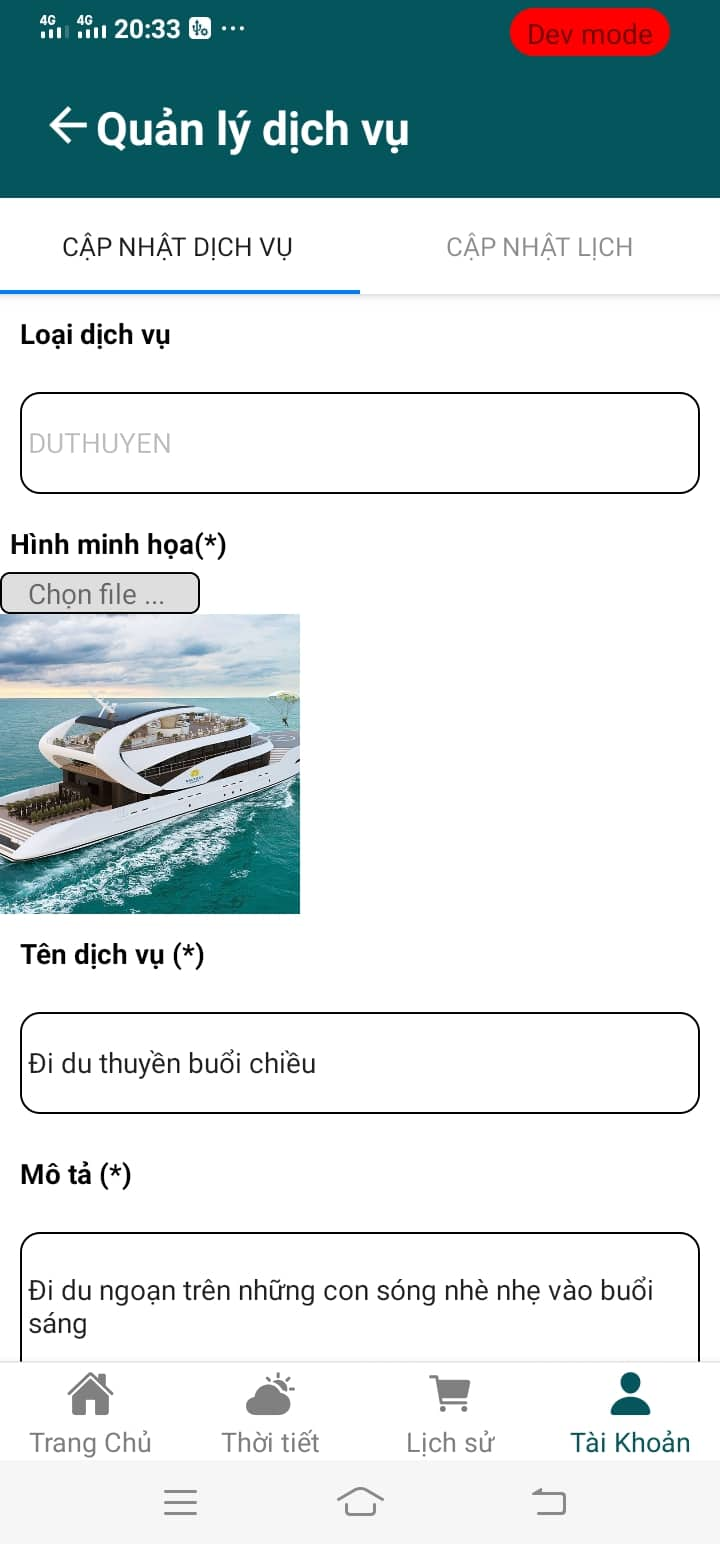 4G 4G 20:33 ...
Dev mode
Quản lý dịch vụ
CẬP NHẬT DỊCH VỤ
CẬP NHẬT LỊCH
Loại dịch vụ
DUTHUYEN
Hình minh họa(*)
Chọn file ...
Tên dịch vụ (*)
Đi du thuyền buổi chiều
Mô tả (*)
Đi du ngoạn trên những con sóng nhè nhẹ vào buổi
sáng
Trang Chủ
Thời tiết
Lịch sử
Tài Khoản